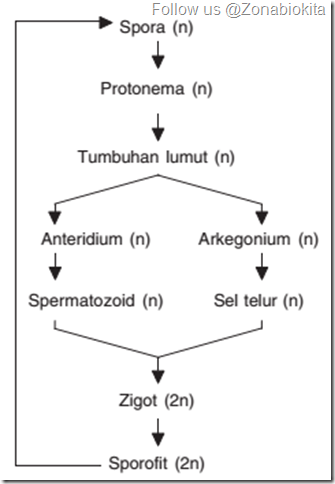 Follow us @Zonabiokita
Spora (n)
Protonema (n)
Tumbuhan lumut (n)
Anteridium (n) Arkegonium (n)
Spermatozoid (n) Sel telur (n)
Zigot (2n)
Sporofit (2n)